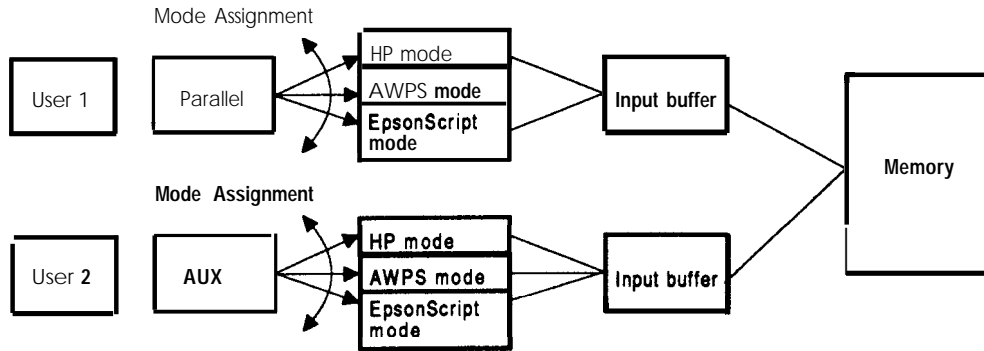 Mode Assignment
User 1
Parallel
HP mode
AWPS mode
EpsonScript
mode
Input buffer
Memory
Mode Assignment
User 2
AUX
HP mode
AWPS mode
EpsonScript
mode
Input buffer